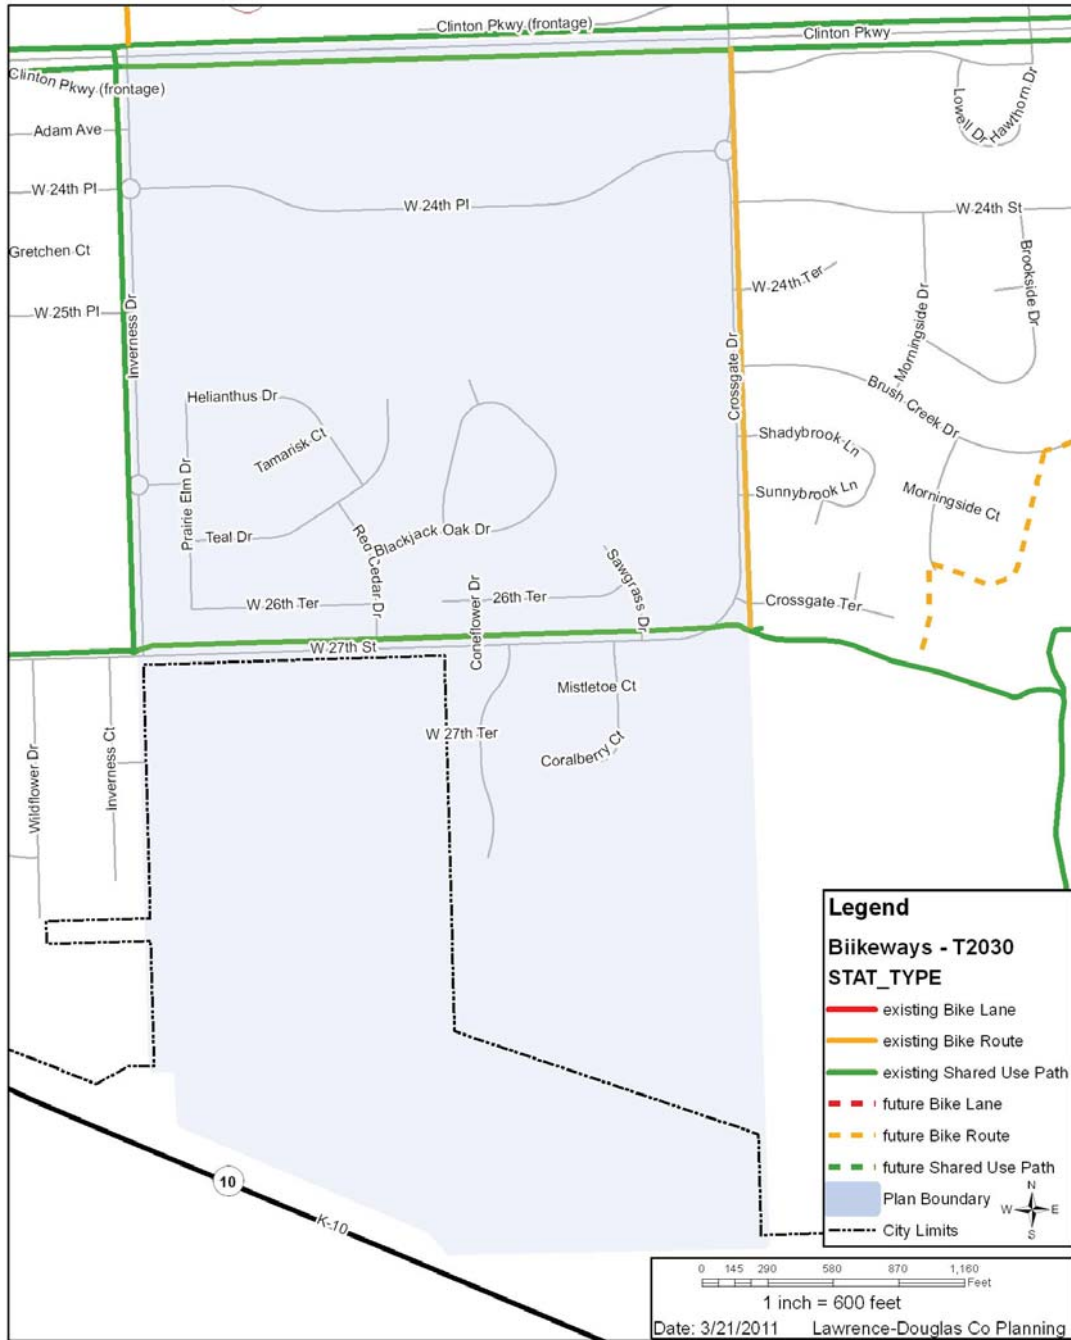 Clinton Pkwy (frontage)
Clinton Pkwy
Clinton Pkwy (frontage)
Adam Ave
W 24th Pl
Gretchen Ct
W 25th Pl
Inverness Dr
W 24th Pl
Lowell Dr
Hawthorn Dr
W 24th St
W 24th Ter
Morningside Dr
Brookside Dr
Crossgate Dr
Brush Creek Dr
Helianthus Dr
Tamarisk Ct
Prairie Elm Dr
Teal Dr
Red Cedar Dr
Blackjack Oak Dr
Shadybrook Ln
Sunnybrook Ln
Morningside Ct
W 26th Ter
26th Ter
Coneflower Dr
Sawgrass Dr
Crossgate Ter
W 27th St
Mistletoe Ct
W 27th Ter
Coralberry Ct
Wildflower Dr
Inverness Ct
10
K-10
Legend
Biikeways - T2030
STAT_TYPE
existing Bike Lane
existing Bike Route
existing Shared Use Path
future Bike Lane
future Bike Route
future Shared Use Path
Plan Boundary
City Limits
N
W E
S
0 145 290 580 870 1,160
Feet
1 inch = 600 feet
Date: 3/21/2011 Lawrence-Douglas Co Planning